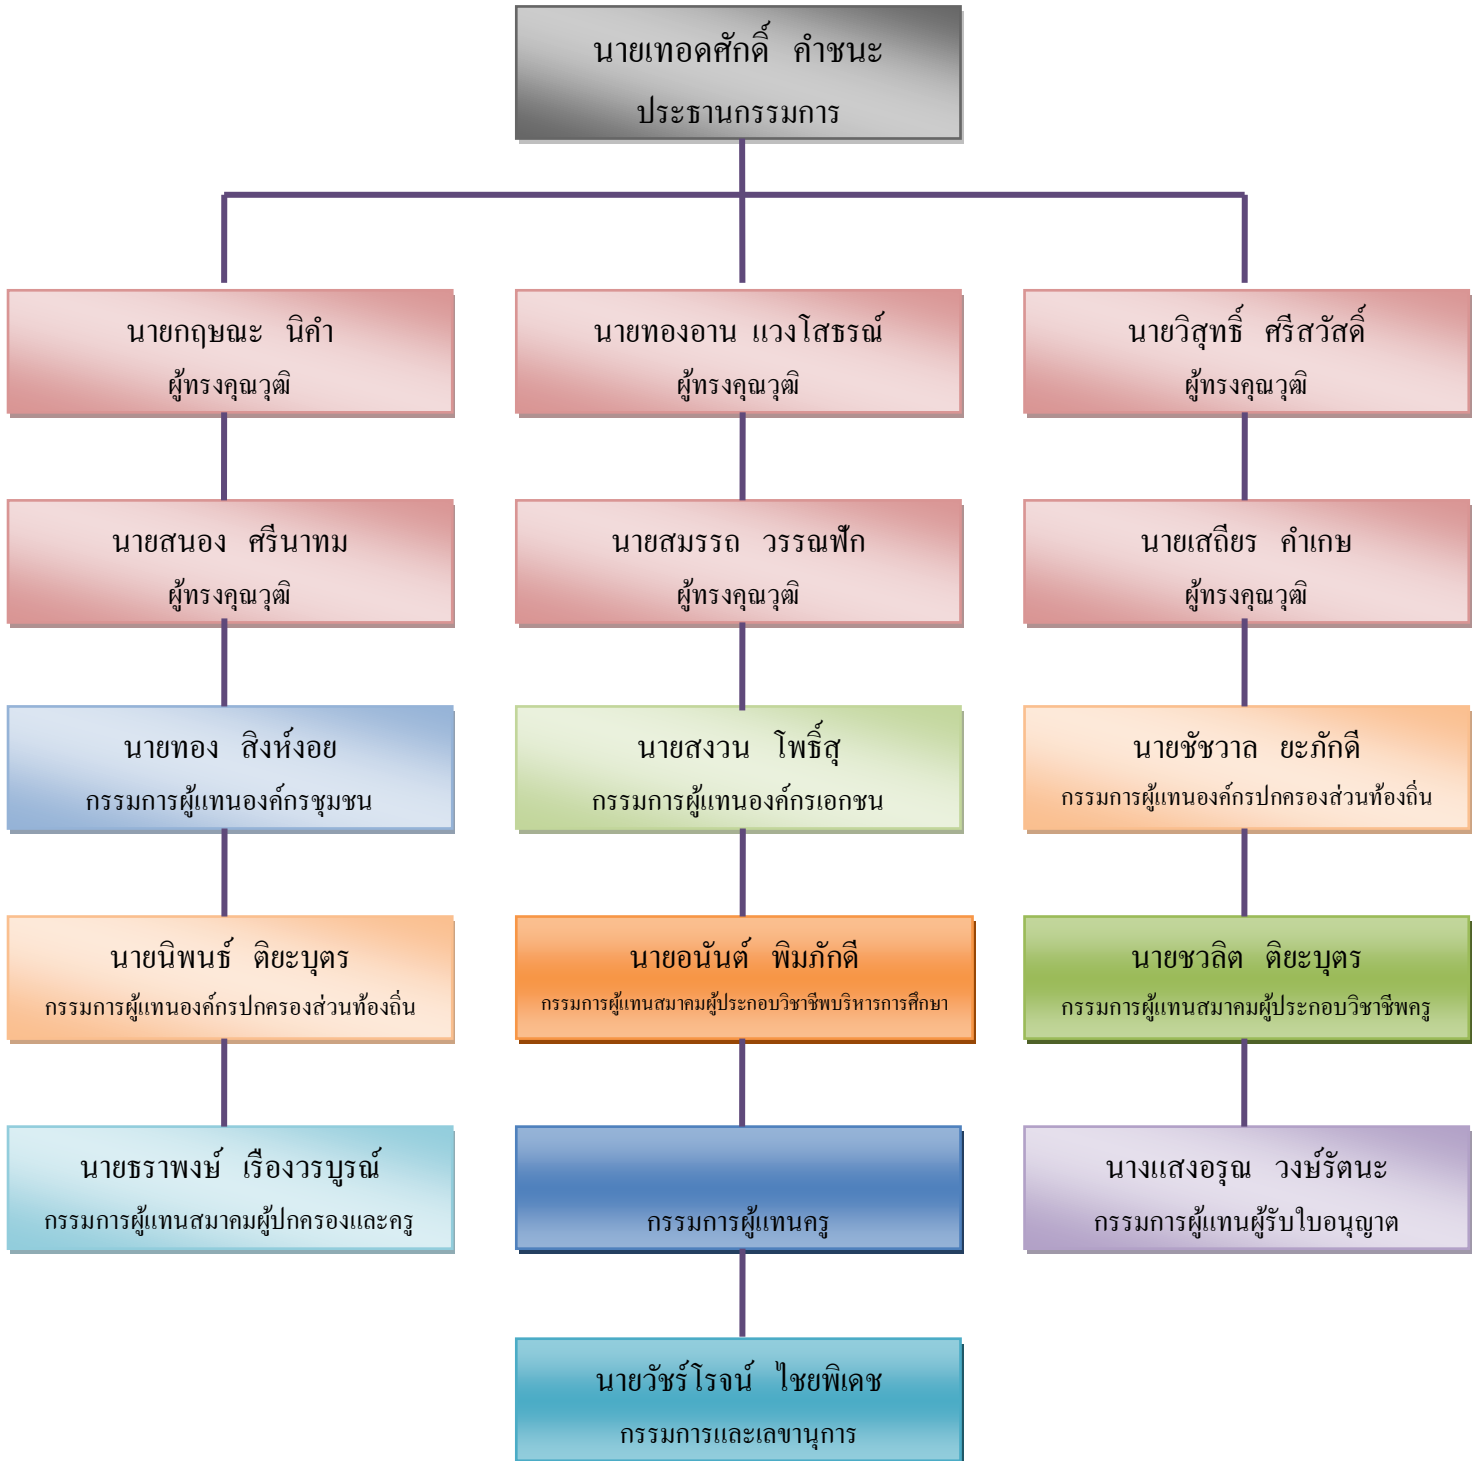 นายเทอดศักดิ์ คำชนะ
ประธานกรรมการ
นายกฤษณะ นิคำ
ผู้ทรงคุณวุฒิ
นายทองอาน แวงโสธรณ์
ผู้ทรงคุณวุฒิ
นายวิสุทธิ์ ศรีสวัสดิ์
ผู้ทรงคุณวุฒิ
นายสนอง ศรีนาทม
ผู้ทรงคุณวุฒิ
นายสมรรถ วรรณฟัก
ผู้ทรงคุณวุฒิ
นายเสถียร คำเกษ
ผู้ทรงคุณวุฒิ
นายทอง สิงห์งอย
กรรมการผู้แทนองค์กรชุมชน
นายสงวน โพธิ์สุ
กรรมการผู้แทนองค์กรเอกชน
นายชัชวาล ยะภักดี
กรรมการผู้แทนองค์กรปกครองส่วนท้องถิ่น
นายนิพนธ์ ติยะบุตร
กรรมการผู้แทนองค์กรปกครองส่วนท้องถิ่น
นายอนันต์ พิมภักดี
กรรมการผู้แทนสมาคมผู้ประกอบวิชาชีพบริหารการศึกษา
นายชวลิต ติยะบุตร
กรรมการผู้แทนสมาคมผู้ประกอบวิชาชีพครู
นายธราพงษ์ เรืองวรบูรณ์
กรรมการผู้แทนสมาคมผู้ปกครองและครู
กรรมการผู้แทนครู
นางแสงอรุณ วงษ์รัตนะ
กรรมการผู้แทนผู้รับใบอนุญาต
นายวัชร์โรจน์ ไชยพิเดช
กรรมการและเลขานุการ